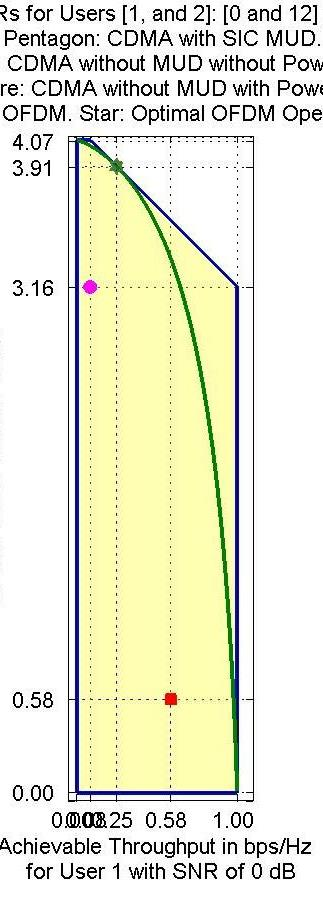 Rs for Users [1, and 2]: [0 and 12]
Pentagon: CDMA with SIC MUD.
CDMA without MUD without Pow
re: CDMA without MUD with Powe
OFDM. Star: Optimal OFDM Ope
4.07
3.91
3.16
0.58
0.00
0.00 0.08 0.25 0.58 1.00
Achievable Throughput in bps/Hz
for User 1 with SNR of 0 dB